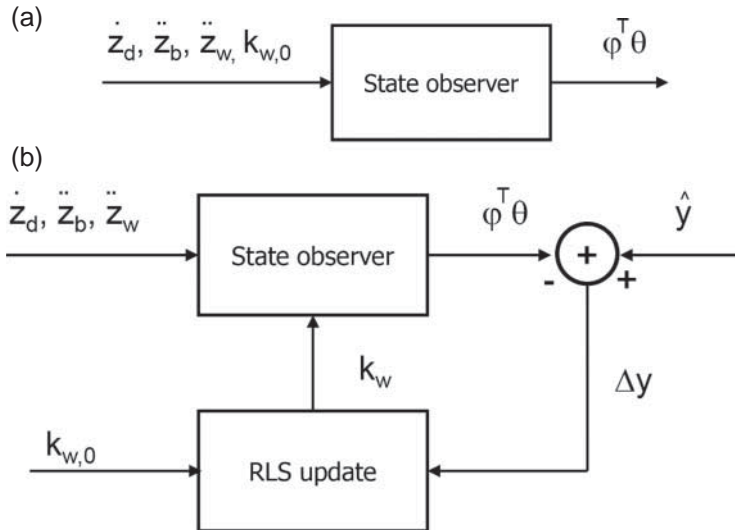 (a)
ż_d, z̈_b, z̈_w, k_w,0
State observer
φ^T θ
(b)
ż_d, z̈_b, z̈_w
State observer
φ^T θ
ŷ
+
- +
k_w
Δy
k_w,0
RLS update